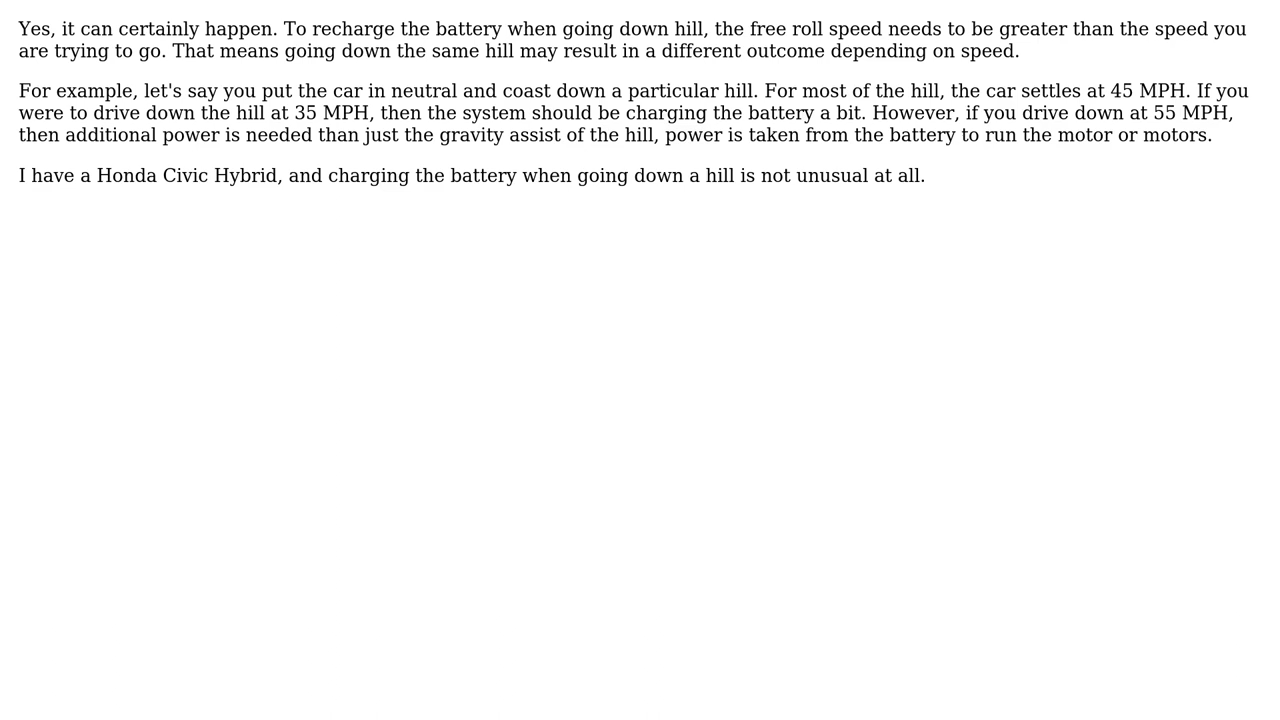 Yes, it can certainly happen. To recharge the battery when going down hill, the free roll speed needs to be greater than the speed you
are trying to go. That means going down the same hill may result in a different outcome depending on speed.
For example, let's say you put the car in neutral and coast down a particular hill. For most of the hill, the car settles at 45 MPH. If you
were to drive down the hill at 35 MPH, then the system should be charging the battery a bit. However, if you drive down at 55 MPH,
then additional power is needed than just the gravity assist of the hill, power is taken from the battery to run the motor or motors.
I have a Honda Civic Hybrid, and charging the battery when going down a hill is not unusual at all.